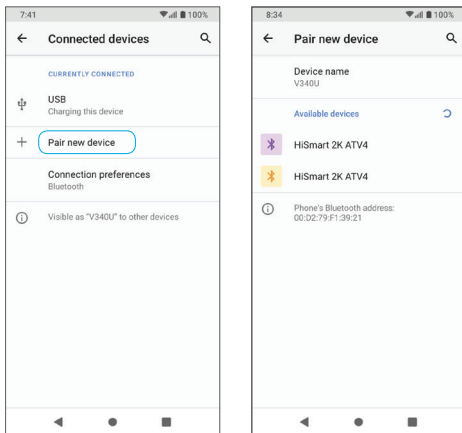 7:41
100%
Connected devices
CURRENTLY CONNECTED
USB
Charging this device
Pair new device
Connection preferences
Bluetooth
Visible as "V340U" to other devices
8:34
100%
Pair new device
Device name
V340U
Available devices
HiSmart 2K ATV4
HiSmart 2K ATV4
Phone's Bluetooth address:
00:D2:79:F1:39:21